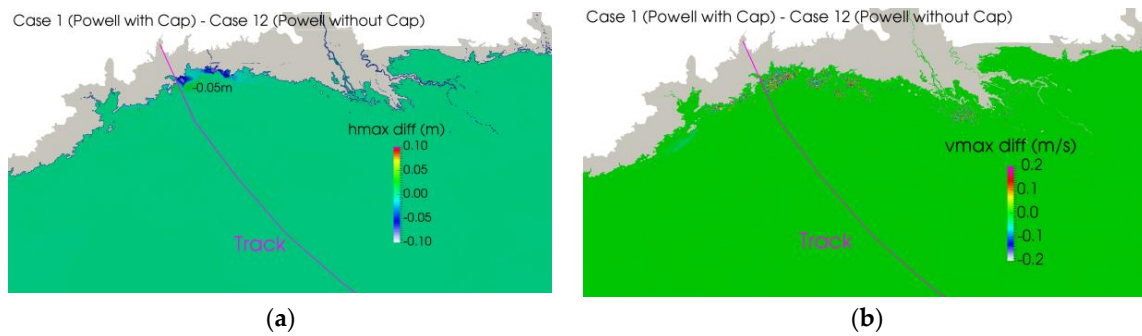 Case 1 (Powell with Cap) - Case 12 (Powell without Cap)
-0.05m
hmax diff (m)
0.10
0.05
0.00
-0.05
-0.10
Track
(a)
Case 1 (Powell with Cap) - Case 12 (Powell without Cap)
vmax diff (m/s)
0.2
0.1
0.0
-0.1
-0.2
Track
(b)